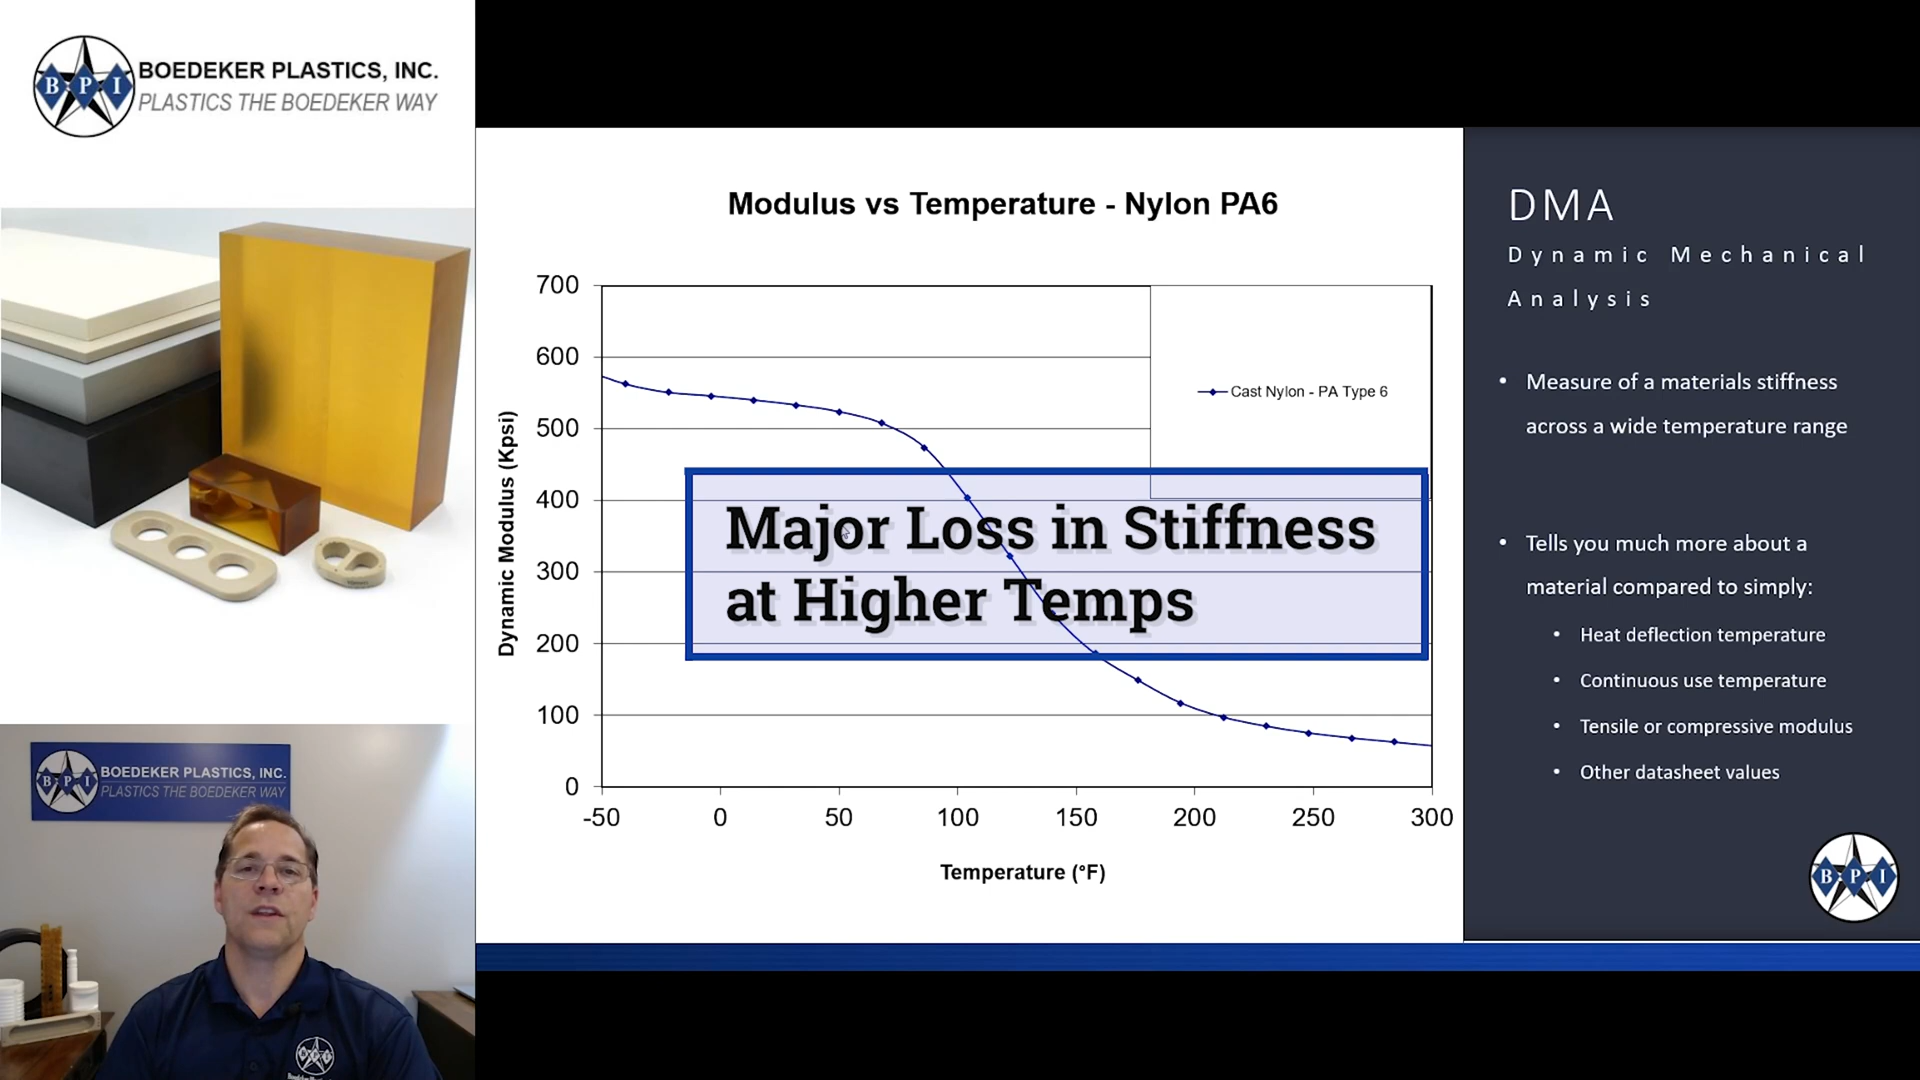 B P I
BOEDEKER PLASTICS, INC.
PLASTICS THE BOEDEKER WAY
Modulus vs Temperature - Nylon PA6
700
600
500
400
300
200
100
0
Dynamic Modulus (Kpsi)
Cast Nylon - PA Type 6
Major Loss in Stiffness
at Higher Temps
-50 0 50 100 150 200 250 300
Temperature (°F)
DMA
Dynamic Mechanical
Analysis
• Measure of a materials stiffness
across a wide temperature range
• Tells you much more about a
material compared to simply:
• Heat deflection temperature
• Continuous use temperature
• Tensile or compressive modulus
• Other datasheet values
B P I
B P I
BOEDEKER PLASTICS, INC.
PLASTICS THE BOEDEKER WAY
B P I